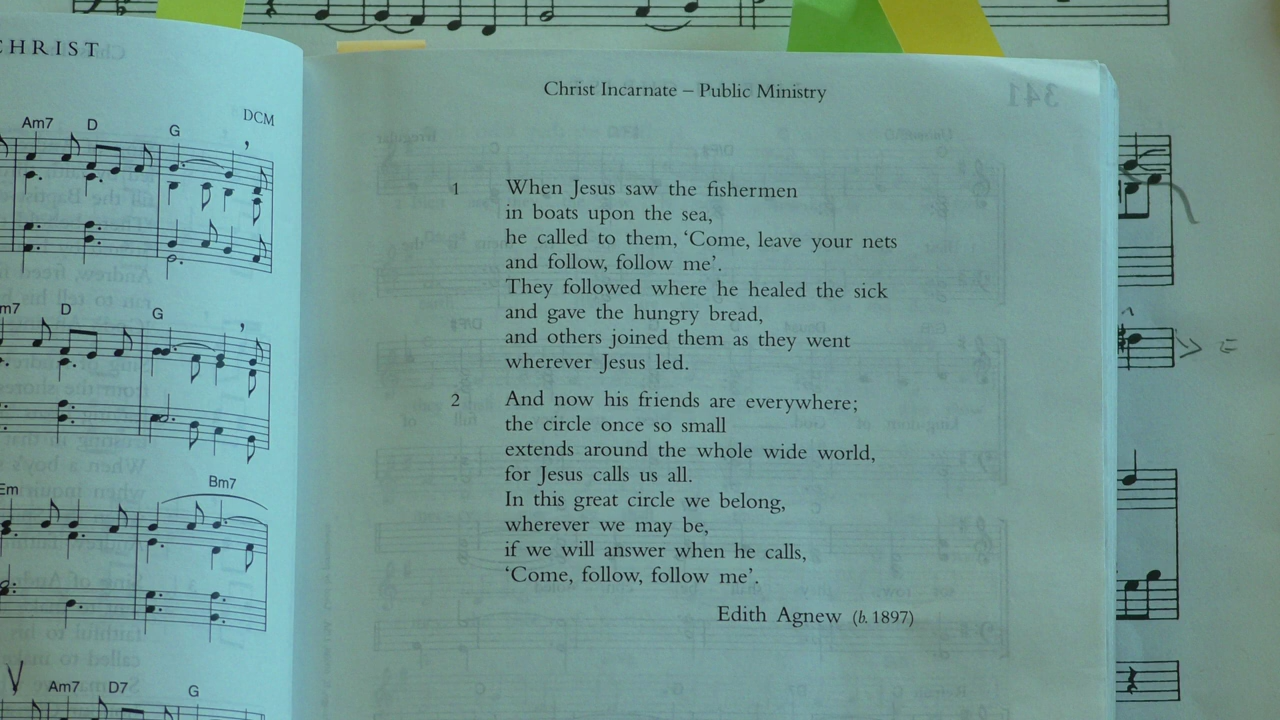 CHRIST
DCM
Am7 D G
D G
Em Bm7
Am7 D7 G
Christ Incarnate – Public Ministry
341
1 When Jesus saw the fishermen
in boats upon the sea,
he called to them, ‘Come, leave your nets
and follow, follow me’.
They followed where he healed the sick
and gave the hungry bread,
and others joined them as they went
wherever Jesus led.
2 And now his friends are everywhere;
the circle once so small
extends around the whole wide world,
for Jesus calls us all.
In this great circle we belong,
wherever we may be,
if we will answer when he calls,
‘Come, follow, follow me’.
Edith Agnew (b. 1897)